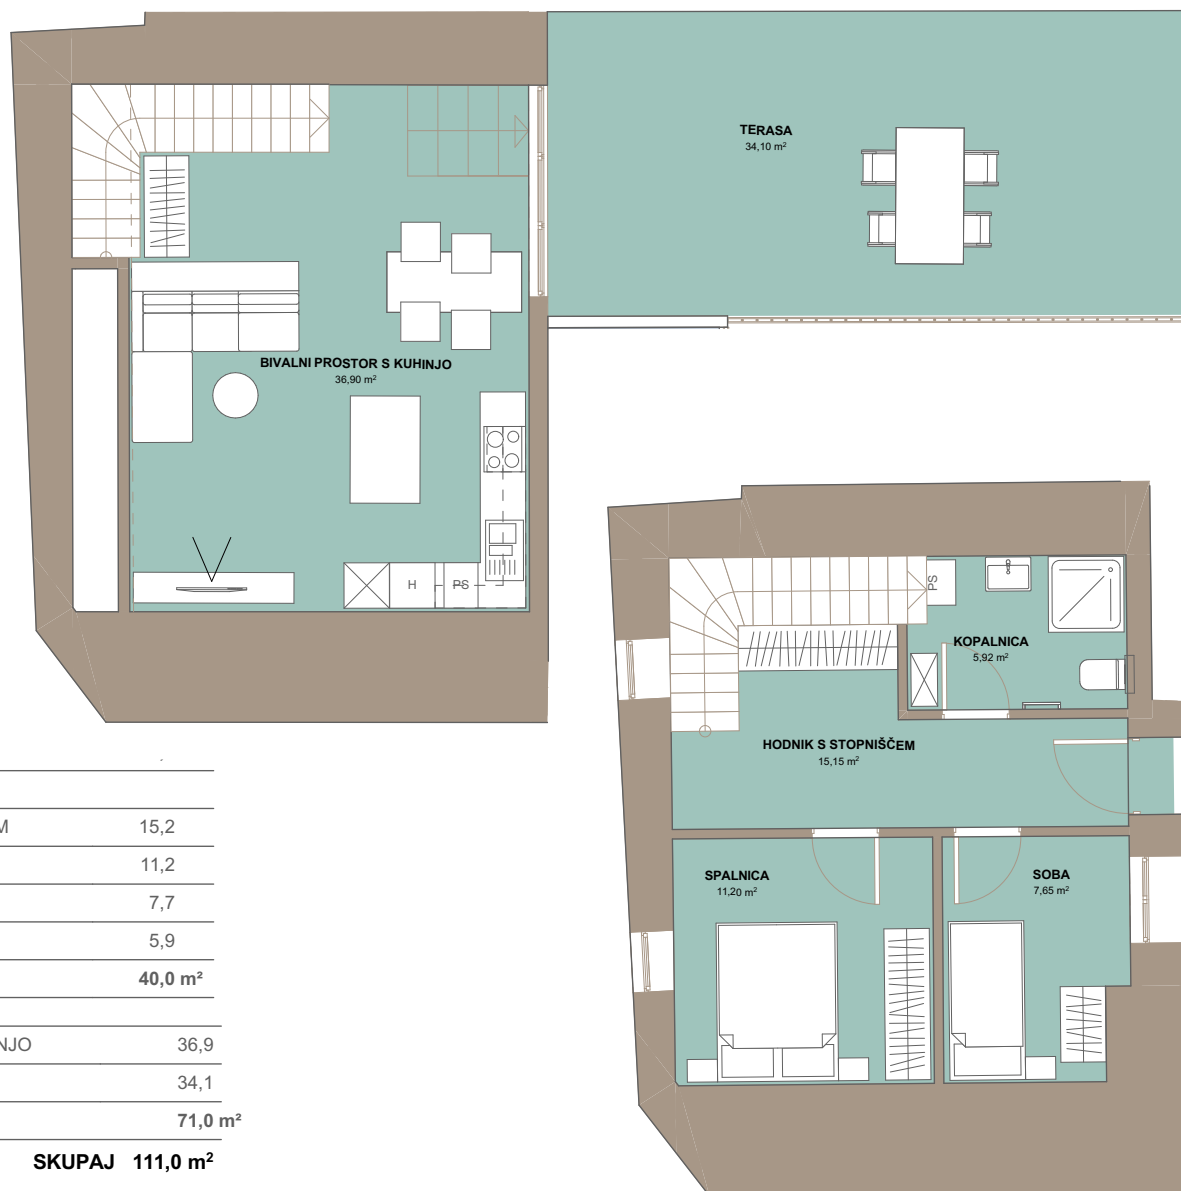 TERASA
34,10 m²
BIVALNI PROSTOR S KUHINJO
36,90 m²
H
PS
PS
KOPALNICA
5,92 m²
HODNIK S STOPNIŠČEM
15,15 m²
SPALNICA
11,20 m²
SOBA
7,65 m²
M 15,2
11,2
7,7
5,9
40,0 m²
NJO 36,9
34,1
71,0 m²
SKUPAJ 111,0 m²